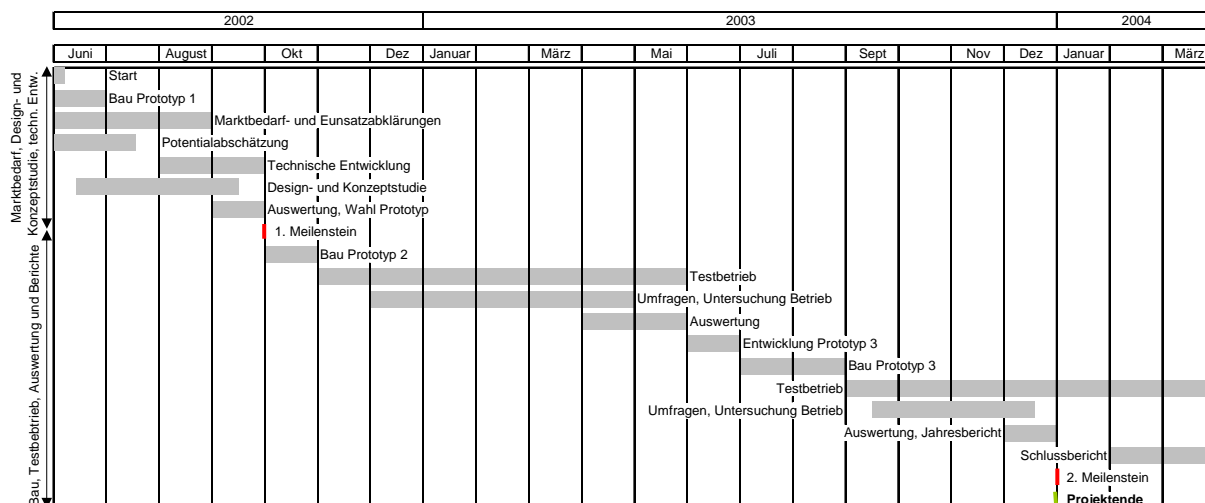 2002 2003 2004
Juni August Okt Dez Januar März Mai Juli Sept Nov Dez Januar März
Marktbedarf, Design- und
Konzeptstudie, techn. Entw.
Start
Bau Prototyp 1
Marktbedarf- und Eunsatzabklärungen
Potentialabschätzung
Technische Entwicklung
Design- und Konzeptstudie
Auswertung, Wahl Prototyp
1. Meilenstein
Bau, Testbebtrieb, Auswertung und Berichte
Bau Prototyp 2
Testbetrieb
Umfragen, Untersuchung Betrieb
Auswertung
Entwicklung Prototyp 3
Bau Prototyp 3
Testbetrieb
Umfragen, Untersuchung Betrieb
Auswertung, Jahresbericht
Schlussbericht
2. Meilenstein
Projektende